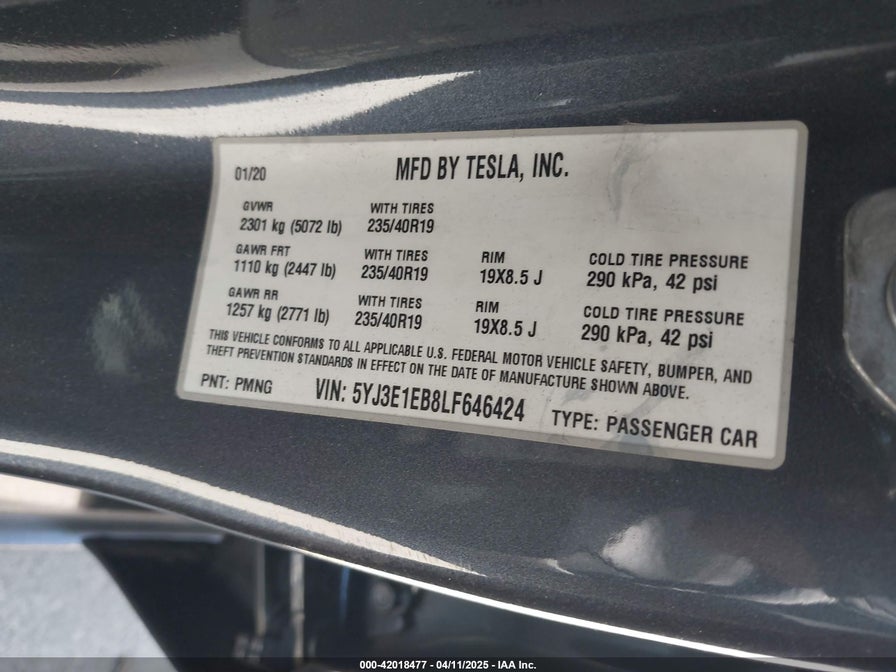 01/20 MFD BY TESLA, INC.
GVWR WITH TIRES
2301 kg (5072 lb) 235/40R19
GAWR FRT WITH TIRES RIM COLD TIRE PRESSURE
1110 kg (2447 lb) 235/40R19 19X8.5 J 290 kPa, 42 psi
GAWR RR WITH TIRES RIM COLD TIRE PRESSURE
1257 kg (2771 lb) 235/40R19 19X8.5 J 290 kPa, 42 psi
THIS VEHICLE CONFORMS TO ALL APPLICABLE U.S. FEDERAL MOTOR VEHICLE SAFETY, BUMPER, AND
THEFT PREVENTION STANDARDS IN EFFECT ON THE DATE OF MANUFACTURE SHOWN ABOVE.
PNT: PMNG VIN: 5YJ3E1EB8LF646424 TYPE: PASSENGER CAR
000-42018477 - 04/11/2025 - IAA Inc.